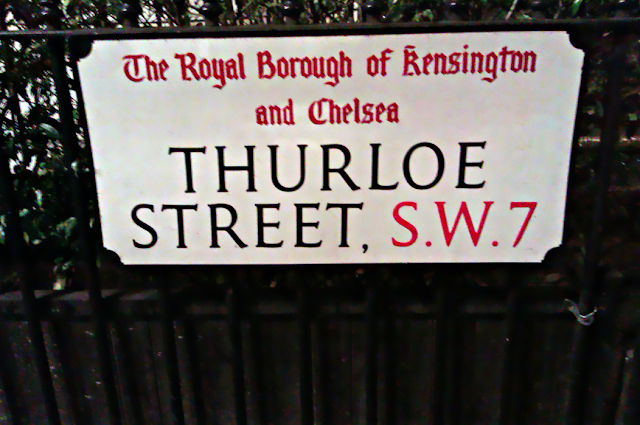 The Royal Borough of Kensington
and Chelsea
THURLOE
STREET, S.W.7